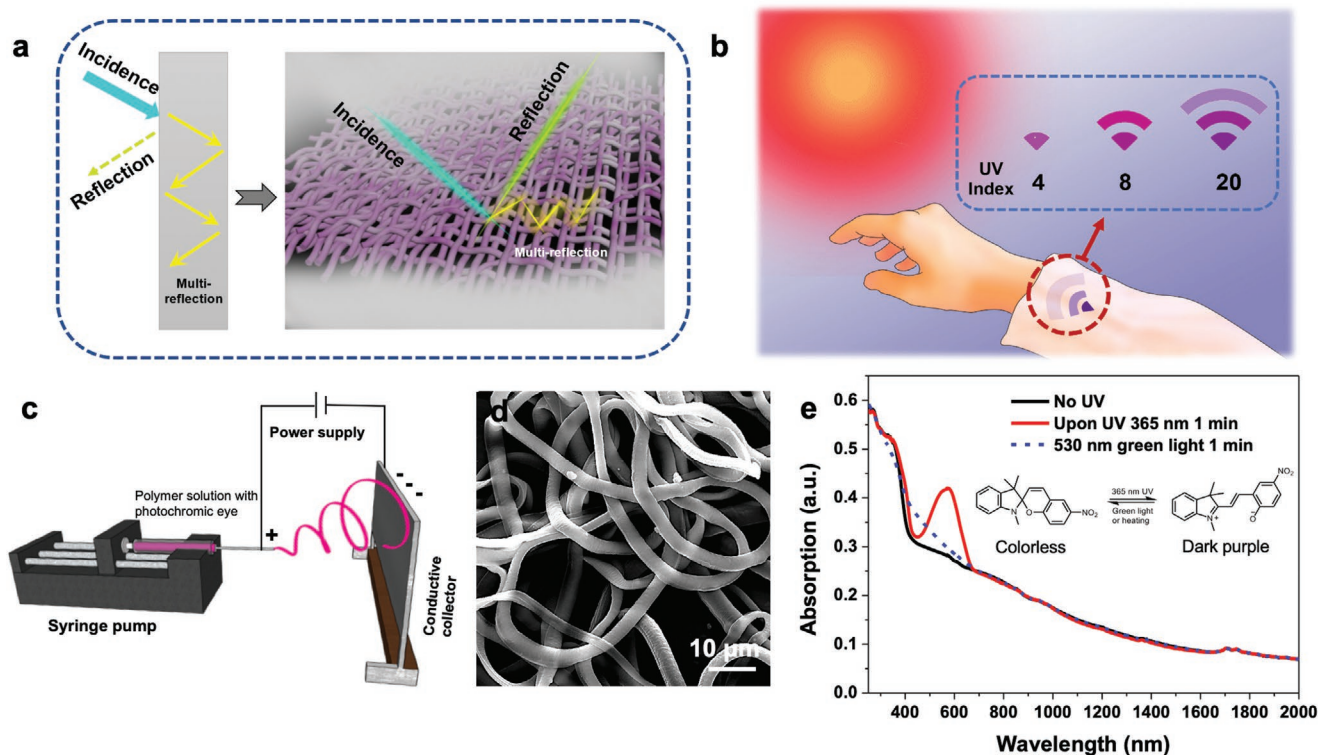 a
Incidence
Reflection
Multi-
reflection
Incidence
Reflection
Multi-reflection
b
UV
Index
4
8
20
c
Power supply
Polymer solution with
photochromic eye
+
- - -
Syringe pump
Conductive
collector
d
10 μm
e
No UV
Upon UV 365 nm 1 min
530 nm green light 1 min
NO₂
N
O
365 nm UV
Green light
or heating
NO₂
N⁺
O⁻
Colorless
Dark purple
Absorption (a.u.)
0.6
0.5
0.4
0.3
0.2
0.1
0.0
400 600 800 1000 1200 1400 1600 1800 2000
Wavelength (nm)